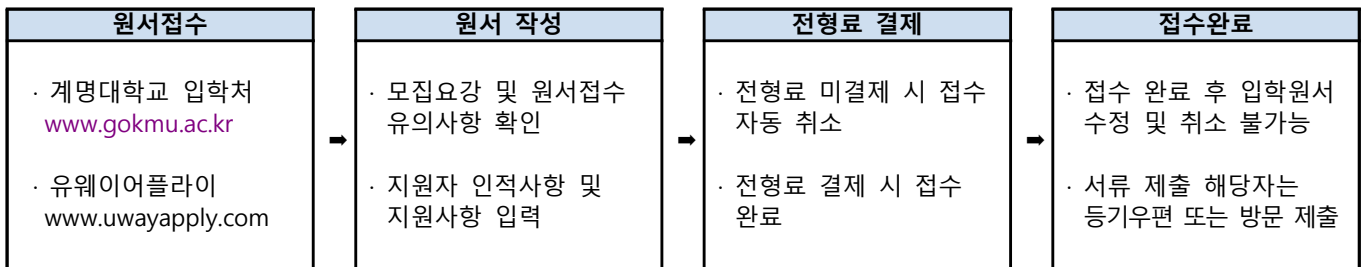 원서접수
· 계명대학교 입학처
www.gokmu.ac.kr
· 유웨이어플라이
www.uwayapply.com
➡
원서 작성
· 모집요강 및 원서접수
유의사항 확인
· 지원자 인적사항 및
지원사항 입력
➡
전형료 결제
· 전형료 미결제 시 접수
자동 취소
· 전형료 결제 시 접수
완료
➡
접수완료
· 접수 완료 후 입학원서
수정 및 취소 불가능
· 서류 제출 해당자는
등기우편 또는 방문 제출